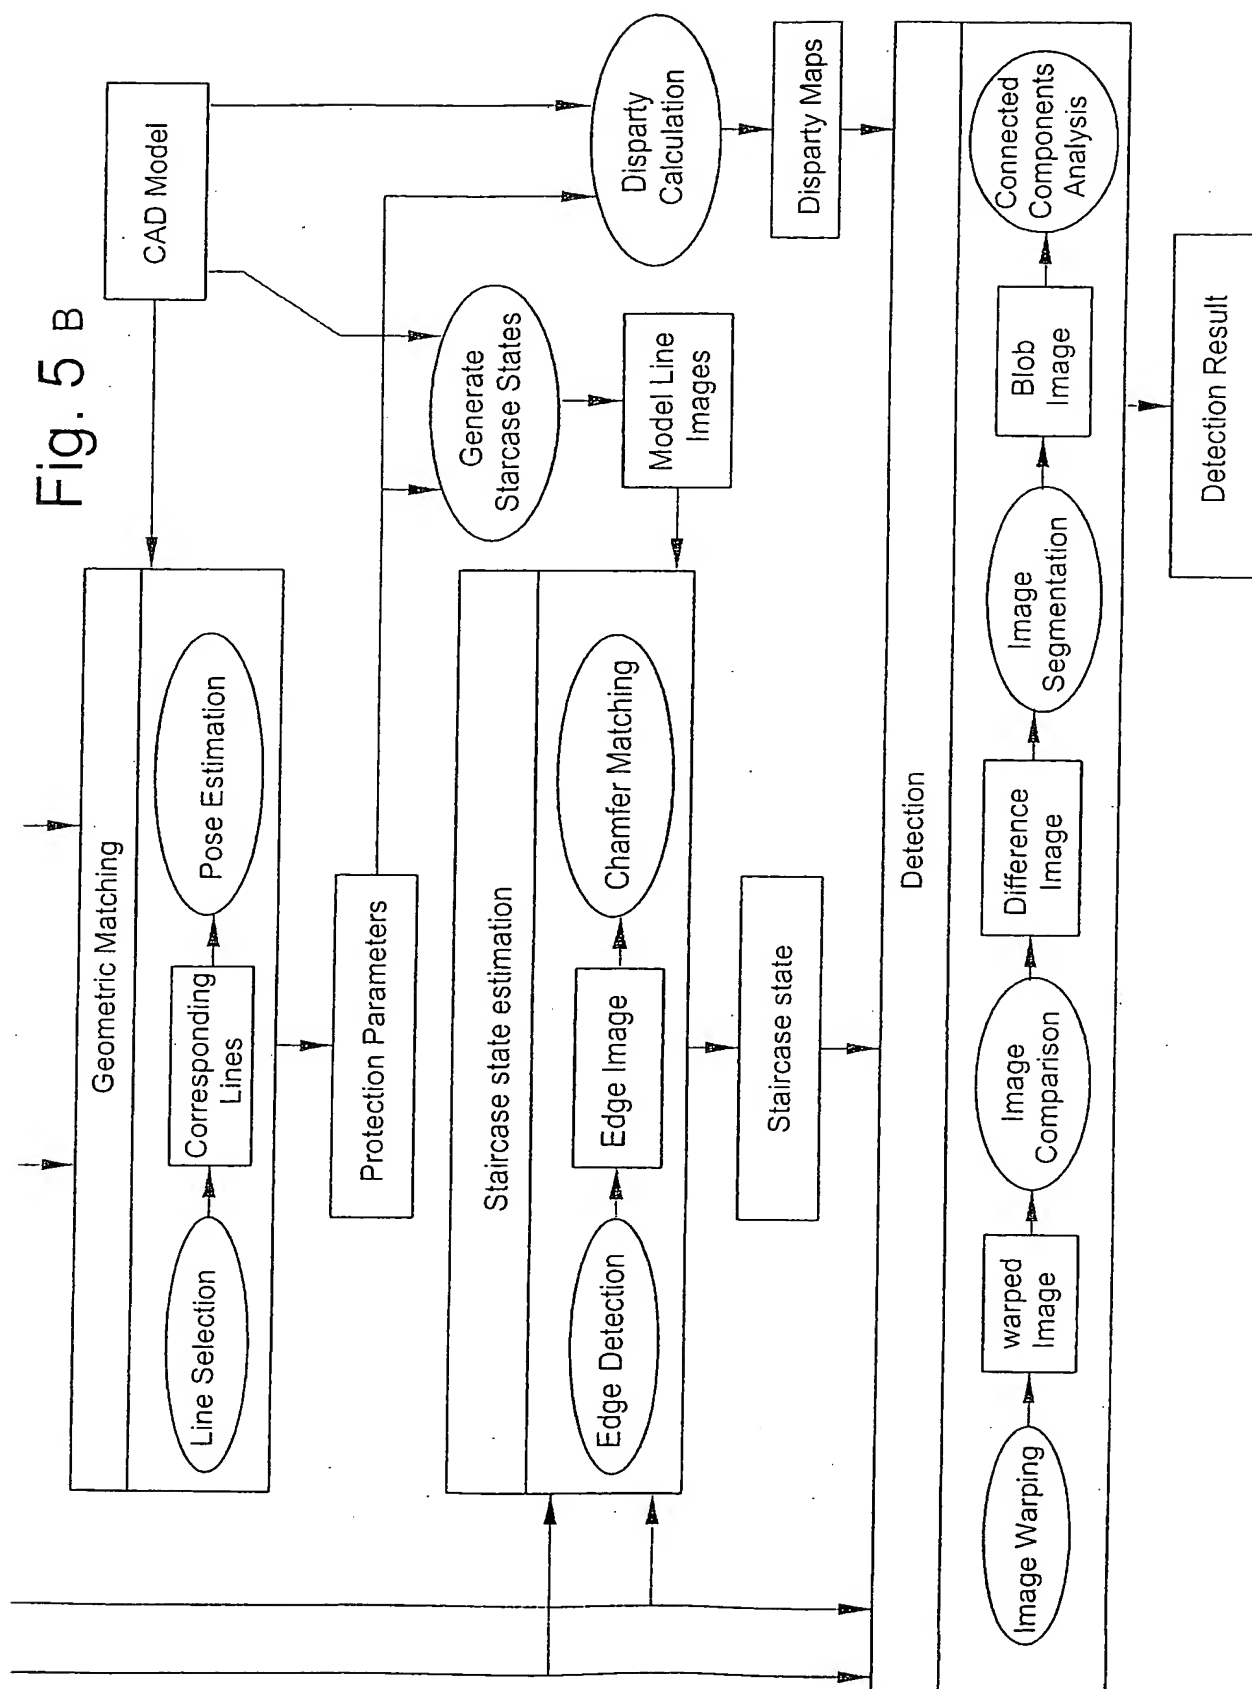 Fig. 5 B
CAD Model
Geometric Matching
Line Selection
Corresponding
Lines
Pose Estimation
Protection Parameters
Generate
Starcase States
Model Line
Images
Disparty
Calculation
Disparty Maps
Staircase state estimation
Edge Detection
Edge Image
Chamfer Matching
Staircase state
Detection
Image Warping
warped
Image
Image
Comparison
Difference
Image
Image
Segmentation
Blob
Image
Connected
Components
Analysis
Detection Result